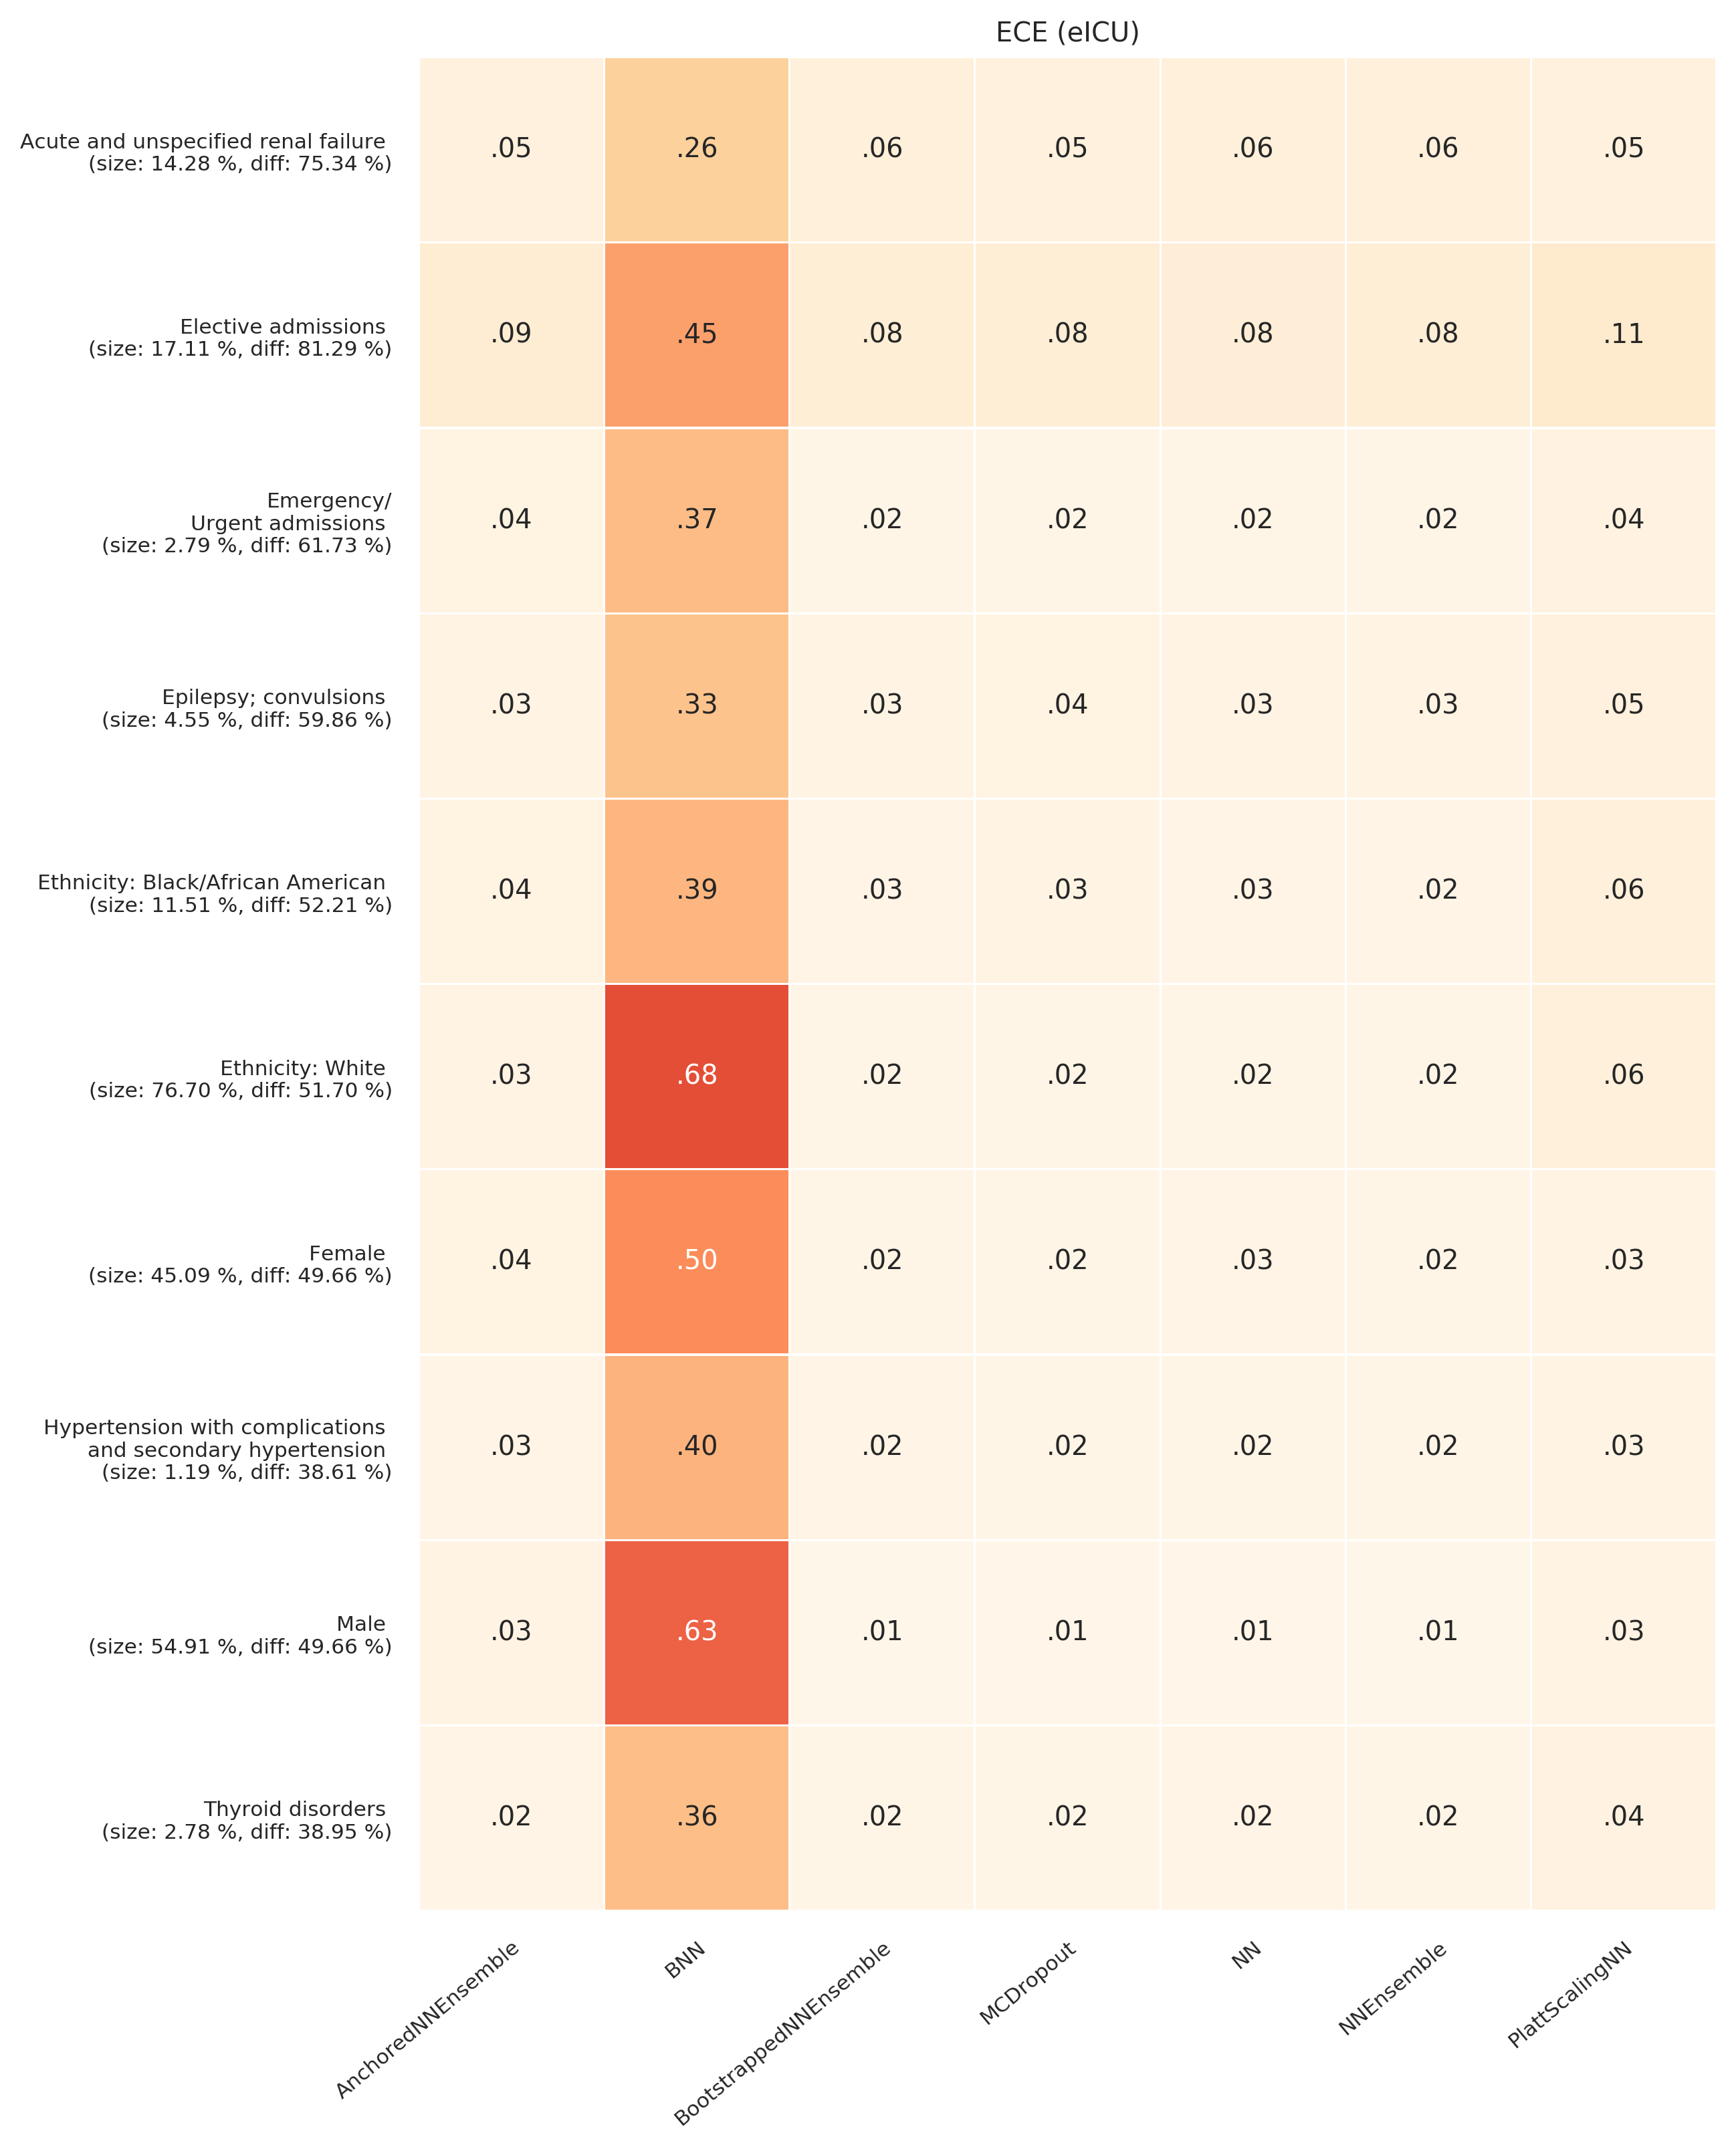 ECE (eICU)
Acute and unspecified renal failure
(size: 14.28 %, diff: 75.34 %)
.05 .26 .06 .05 .06 .06 .05
Elective admissions
(size: 17.11 %, diff: 81.29 %)
.09 .45 .08 .08 .08 .08 .11
Emergency/
Urgent admissions
(size: 2.79 %, diff: 61.73 %)
.04 .37 .02 .02 .02 .02 .04
Epilepsy; convulsions
(size: 4.55 %, diff: 59.86 %)
.03 .33 .03 .04 .03 .03 .05
Ethnicity: Black/African American
(size: 11.51 %, diff: 52.21 %)
.04 .39 .03 .03 .03 .02 .06
Ethnicity: White
(size: 76.70 %, diff: 51.70 %)
.03 .68 .02 .02 .02 .02 .06
Female
(size: 45.09 %, diff: 49.66 %)
.04 .50 .02 .02 .03 .02 .03
Hypertension with complications
and secondary hypertension
(size: 1.19 %, diff: 38.61 %)
.03 .40 .02 .02 .02 .02 .03
Male
(size: 54.91 %, diff: 49.66 %)
.03 .63 .01 .01 .01 .01 .03
Thyroid disorders
(size: 2.78 %, diff: 38.95 %)
.02 .36 .02 .02 .02 .02 .04
AnchoredNNEnsemble
BNN
BootstrappedNNEnsemble
MCDropout
NN
NNEnsemble
PlattScalingNN